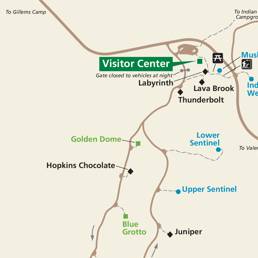 To Gillems Camp
To Indian
Campgro
Visitor Center
Gate closed to vehicles at night
Mus
Labyrinth
Lava Brook
Thunderbolt
Ind
We
Golden Dome
Lower
Sentinel
To Valen
Hopkins Chocolate
Upper Sentinel
Blue
Grotto
Juniper